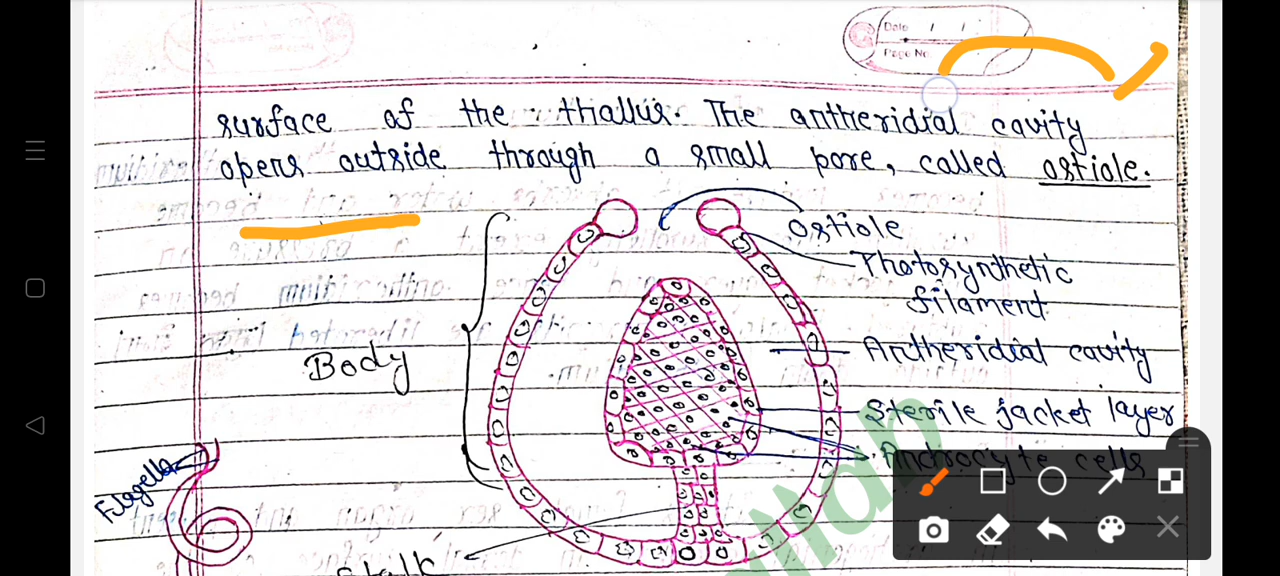 Date / /
Page No.
surface of the thallus. The antheridial cavity
opens outside through a small pore, called ostiole.
Ostiole
Photosynthetic
filament
Antheridial cavity
Body
Sterile jacket layer
Androcyte cells
Flagella
Stalk